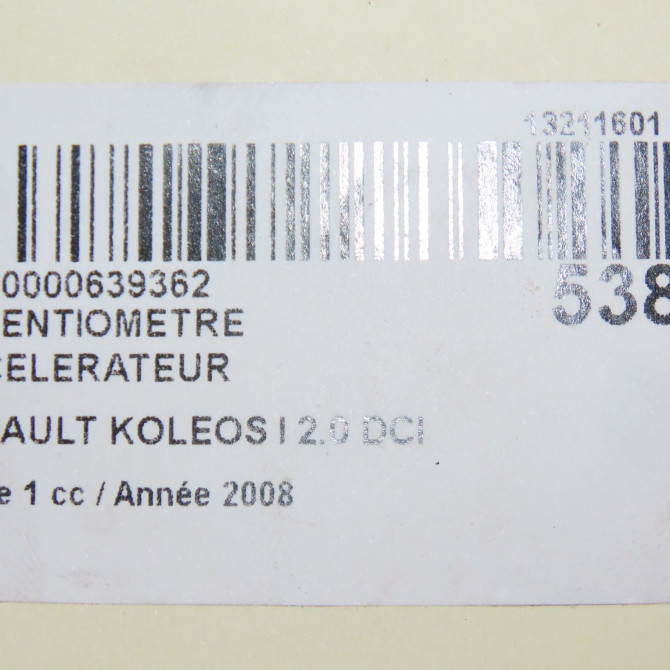 13211601
0000639362
538
ENTIOMETRE
CELERATEUR
AULT KOLEOS I 2.0 DCI
e 1 cc / Année 2008